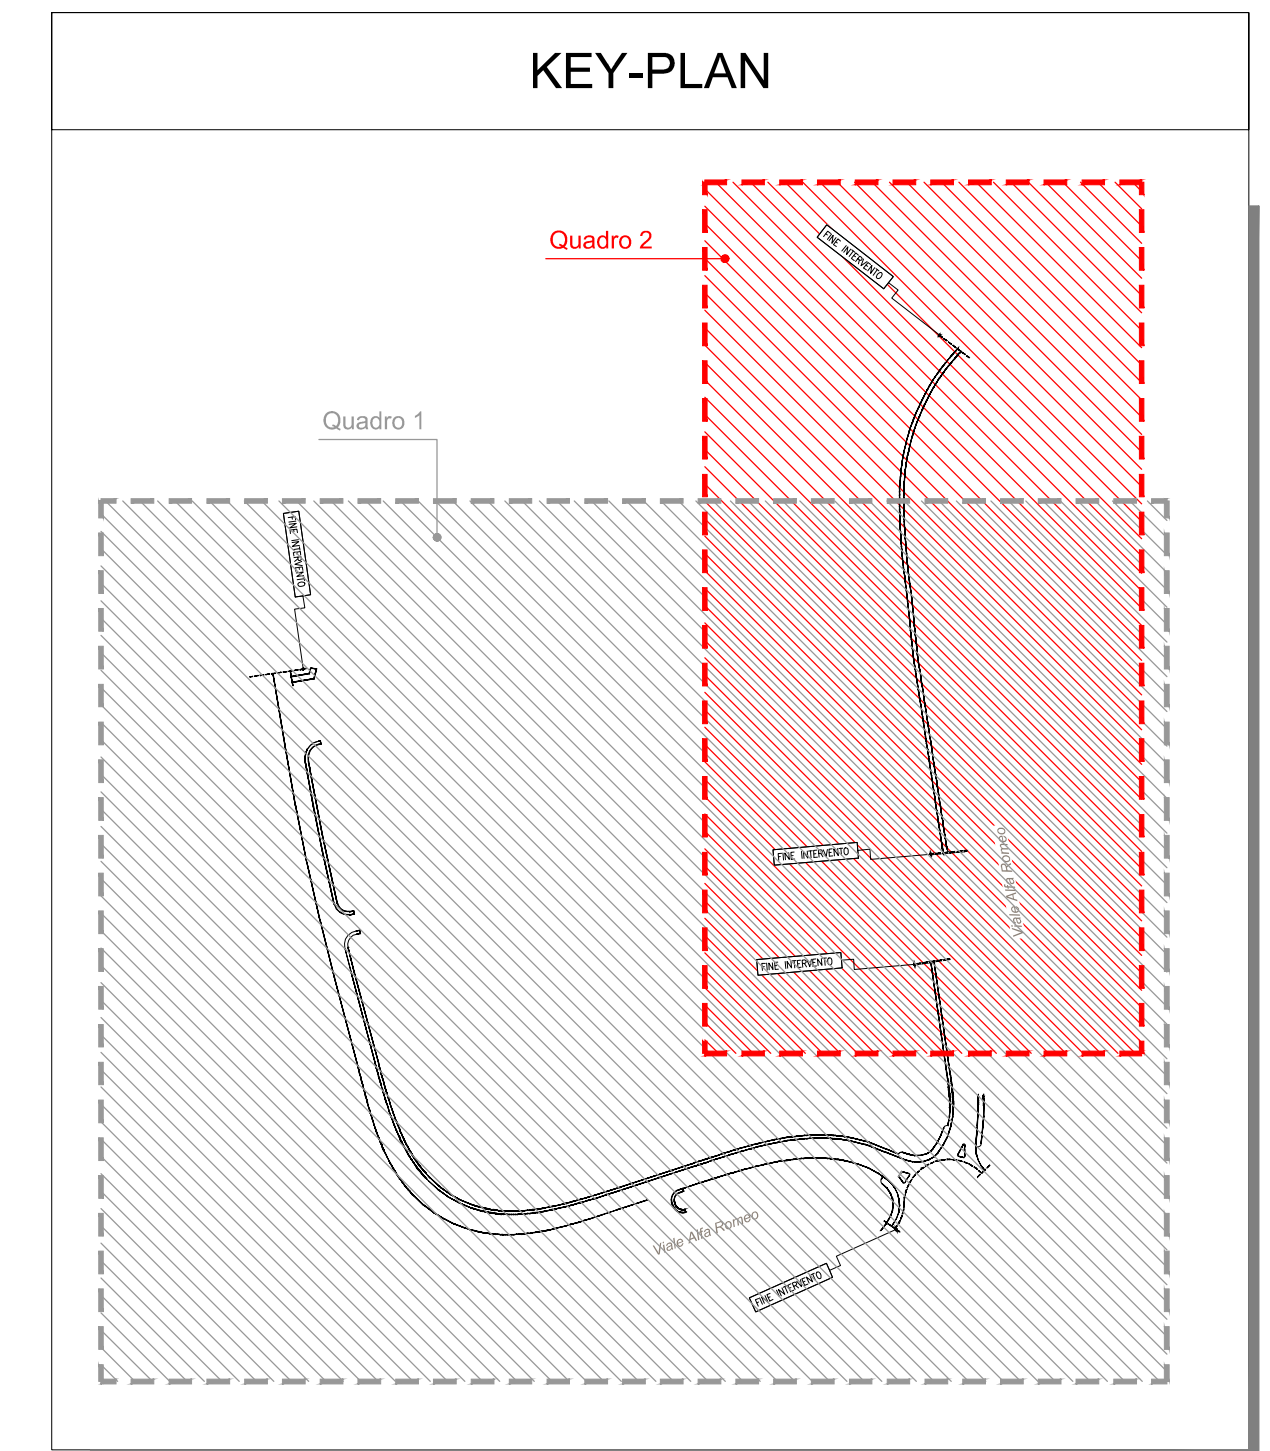 KEY-PLAN
Quadro 2
FINE INTERVENTO
Quadro 1
FINE INTERVENTO
FINE INTERVENTO
Viale Alfa Romeo
FINE INTERVENTO
Viale Alfa Romeo
FINE INTERVENTO